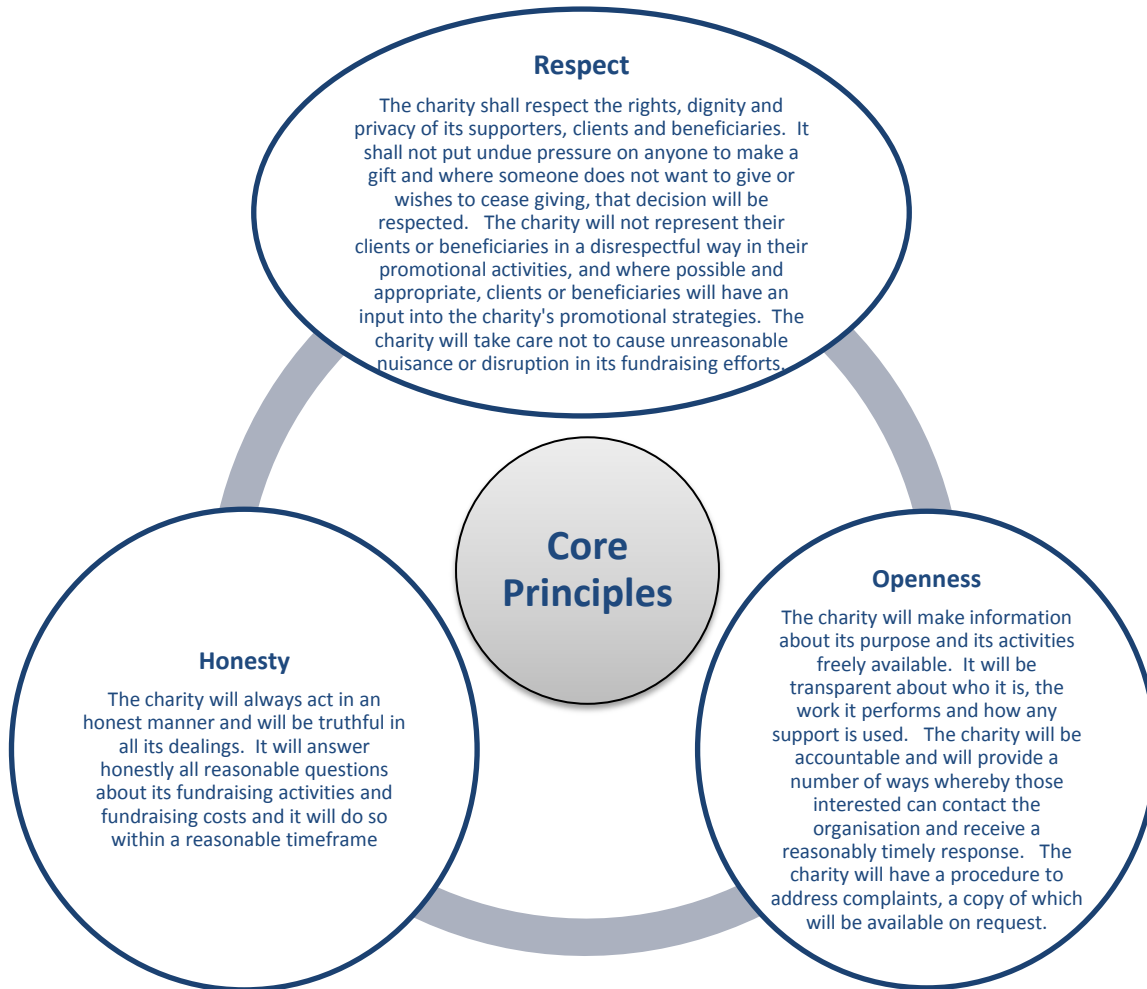 Respect
The charity shall respect the rights, dignity and
privacy of its supporters, clients and beneficiaries.  It
shall not put undue pressure on anyone to make a
gift and where someone does not want to give or
wishes to cease giving, that decision will be
respected.   The charity will not represent their
clients or beneficiaries in a disrespectful way in their
promotional activities, and where possible and
appropriate, clients or beneficiaries will have an
input into the charity's promotional strategies.  The
charity will take care not to cause unreasonable
nuisance or disruption in its fundraising efforts.
Core
Principles
Honesty
The charity will always act in an
honest manner and will be truthful in
all its dealings.  It will answer
honestly all reasonable questions
about its fundraising activities and
fundraising costs and it will do so
within a reasonable timeframe
Openness
The charity will make information
about its purpose and its activities
freely available.  It will be
transparent about who it is, the
work it performs and how any
support is used.   The charity will be
accountable and will provide a
number of ways whereby those
interested can contact the
organisation and receive a
reasonably timely response.   The
charity will have a procedure to
address complaints, a copy of which
will be available on request.